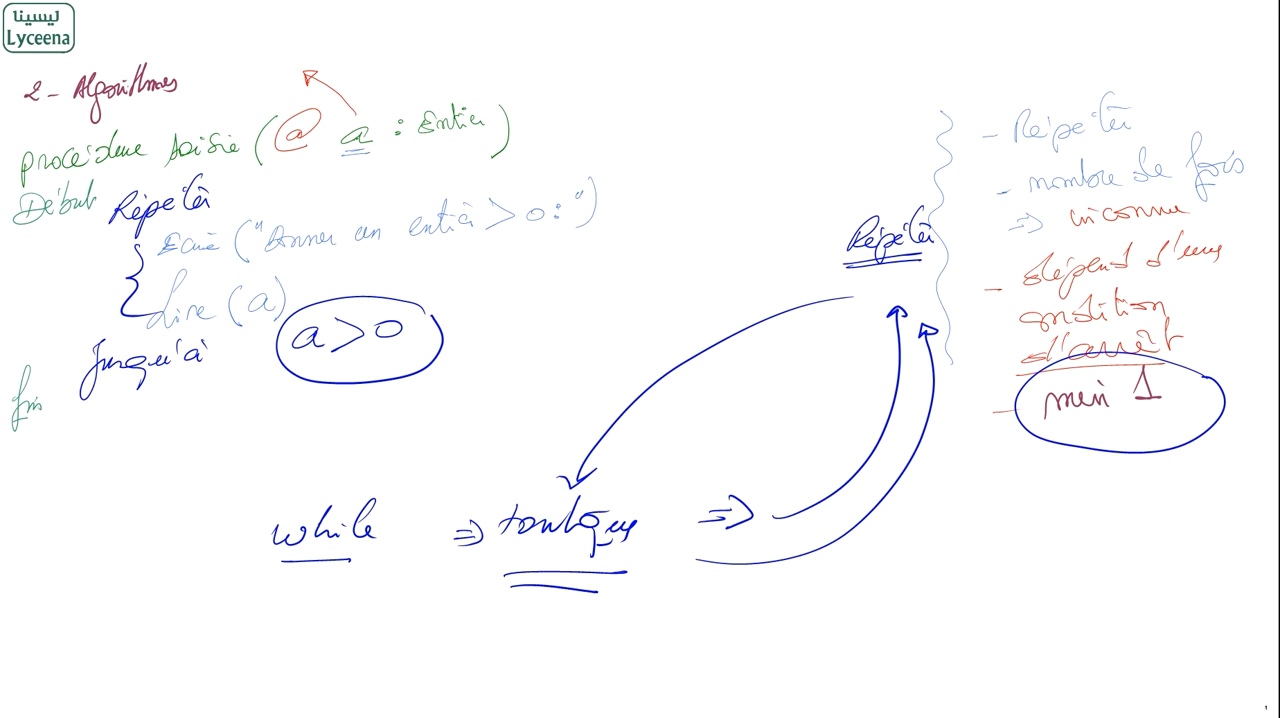 ليسينا
Lyceena
2 - Algorithmes
procédure saisie (@ a : Entier)
Début Répéter
Ecrire ("Donner un entier > 0 : ")
Lire (a)
Jusqu'à a > 0
fin
while ⇒ tantque ⇒
Répéter
- Répéter
- nombre de fois
⇒ inconnu
- dépend d'une
condition
d'arrêt
- min 1
1